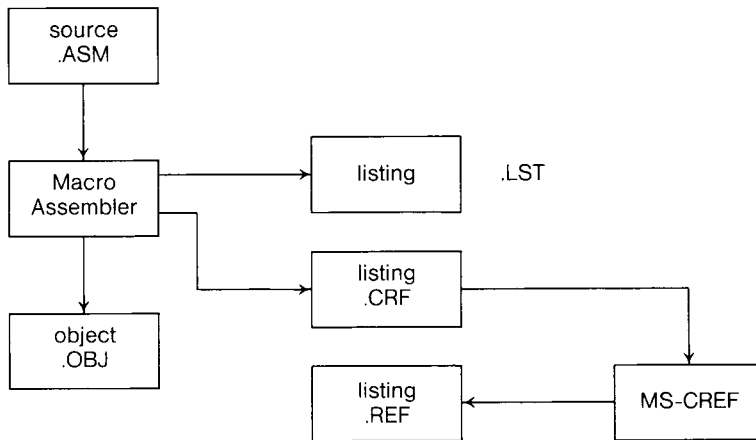 source
.ASM
Macro
Assembler
listing
.LST
listing
.CRF
object
.OBJ
listing
.REF
MS-CREF